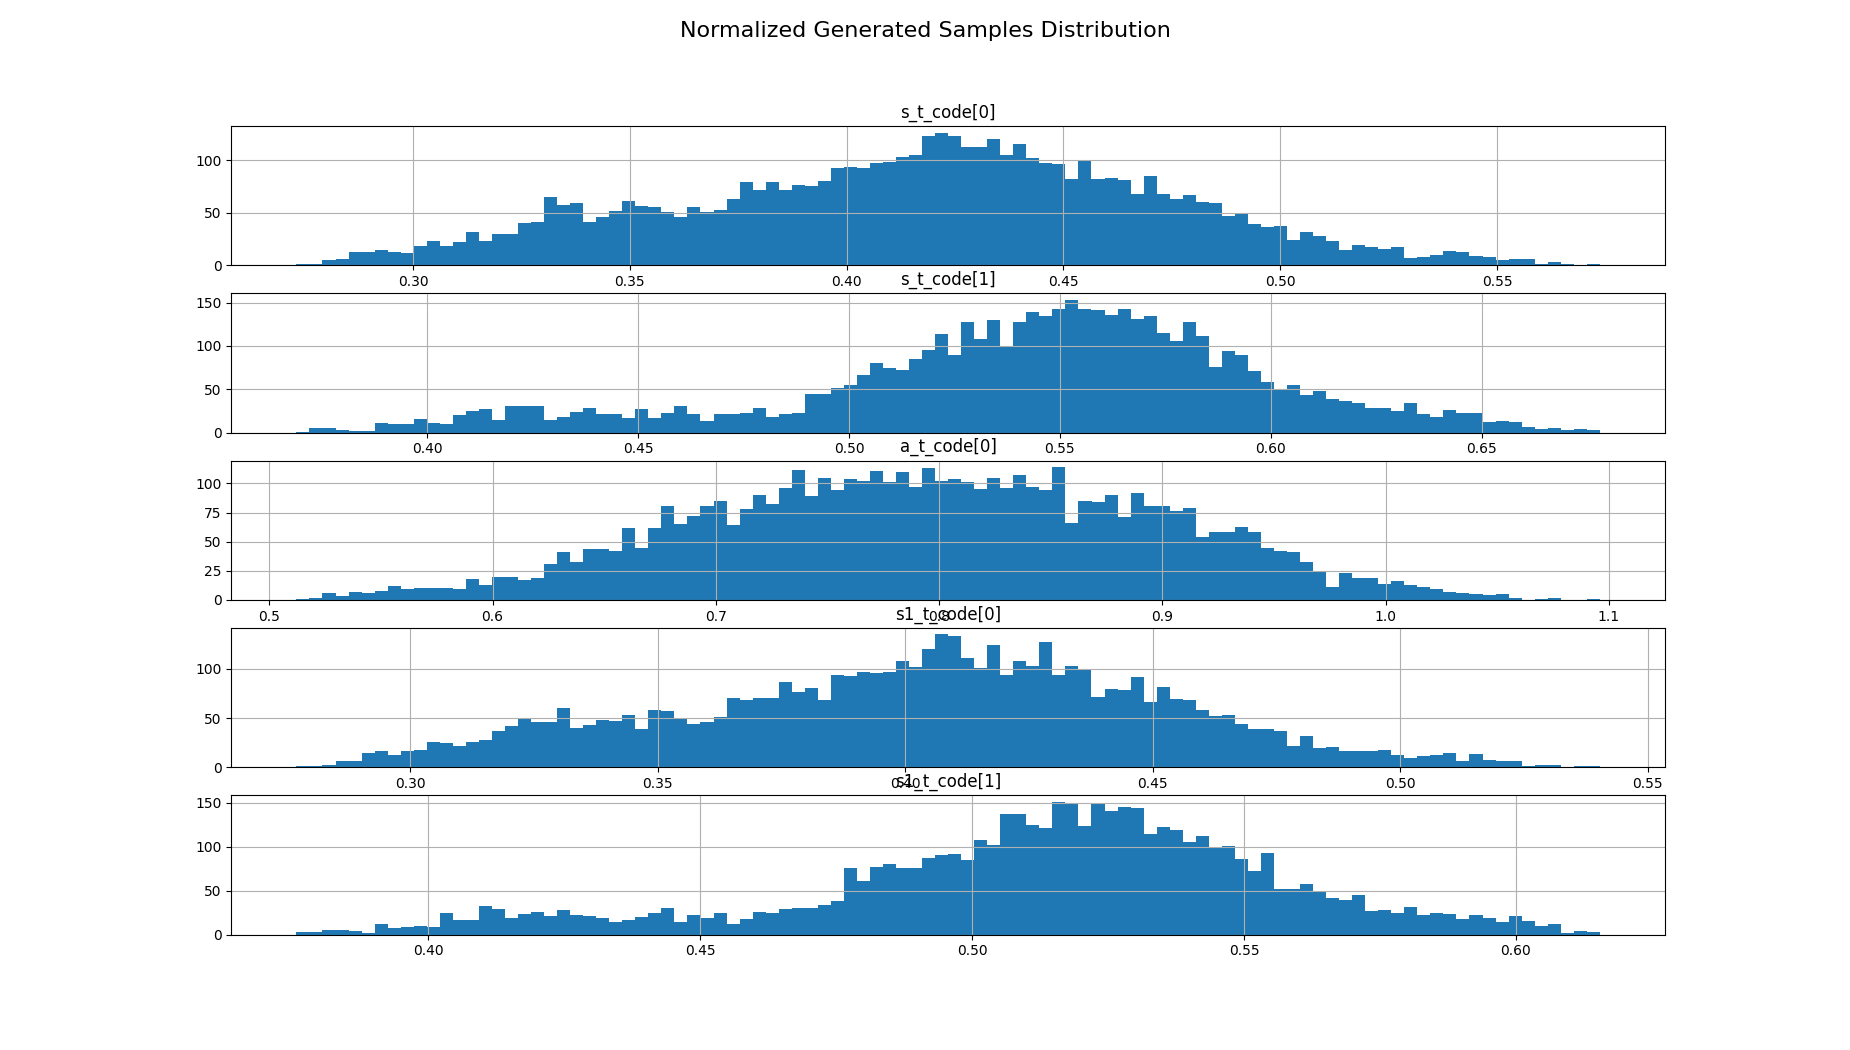 Normalized Generated Samples Distribution
s_t_code[0]
100
50
0
0.30 0.35 0.40 0.45 0.50 0.55
s_t_code[1]
150
100
50
0
0.40 0.45 0.50 0.55 0.60 0.65
a_t_code[0]
100
75
50
25
0
0.5 0.6 0.7 0.8 0.9 1.0 1.1
s1_t_code[0]
100
50
0
0.30 0.35 0.40 0.45 0.50 0.55
s1_t_code[1]
150
100
50
0
0.40 0.45 0.50 0.55 0.60